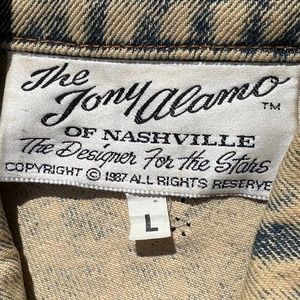 The
Tony Alamo ™
OF NASHVILLE
The Designer For the Stars
COPYRIGHT © 1987 ALL RIGHTS RESERVE
L